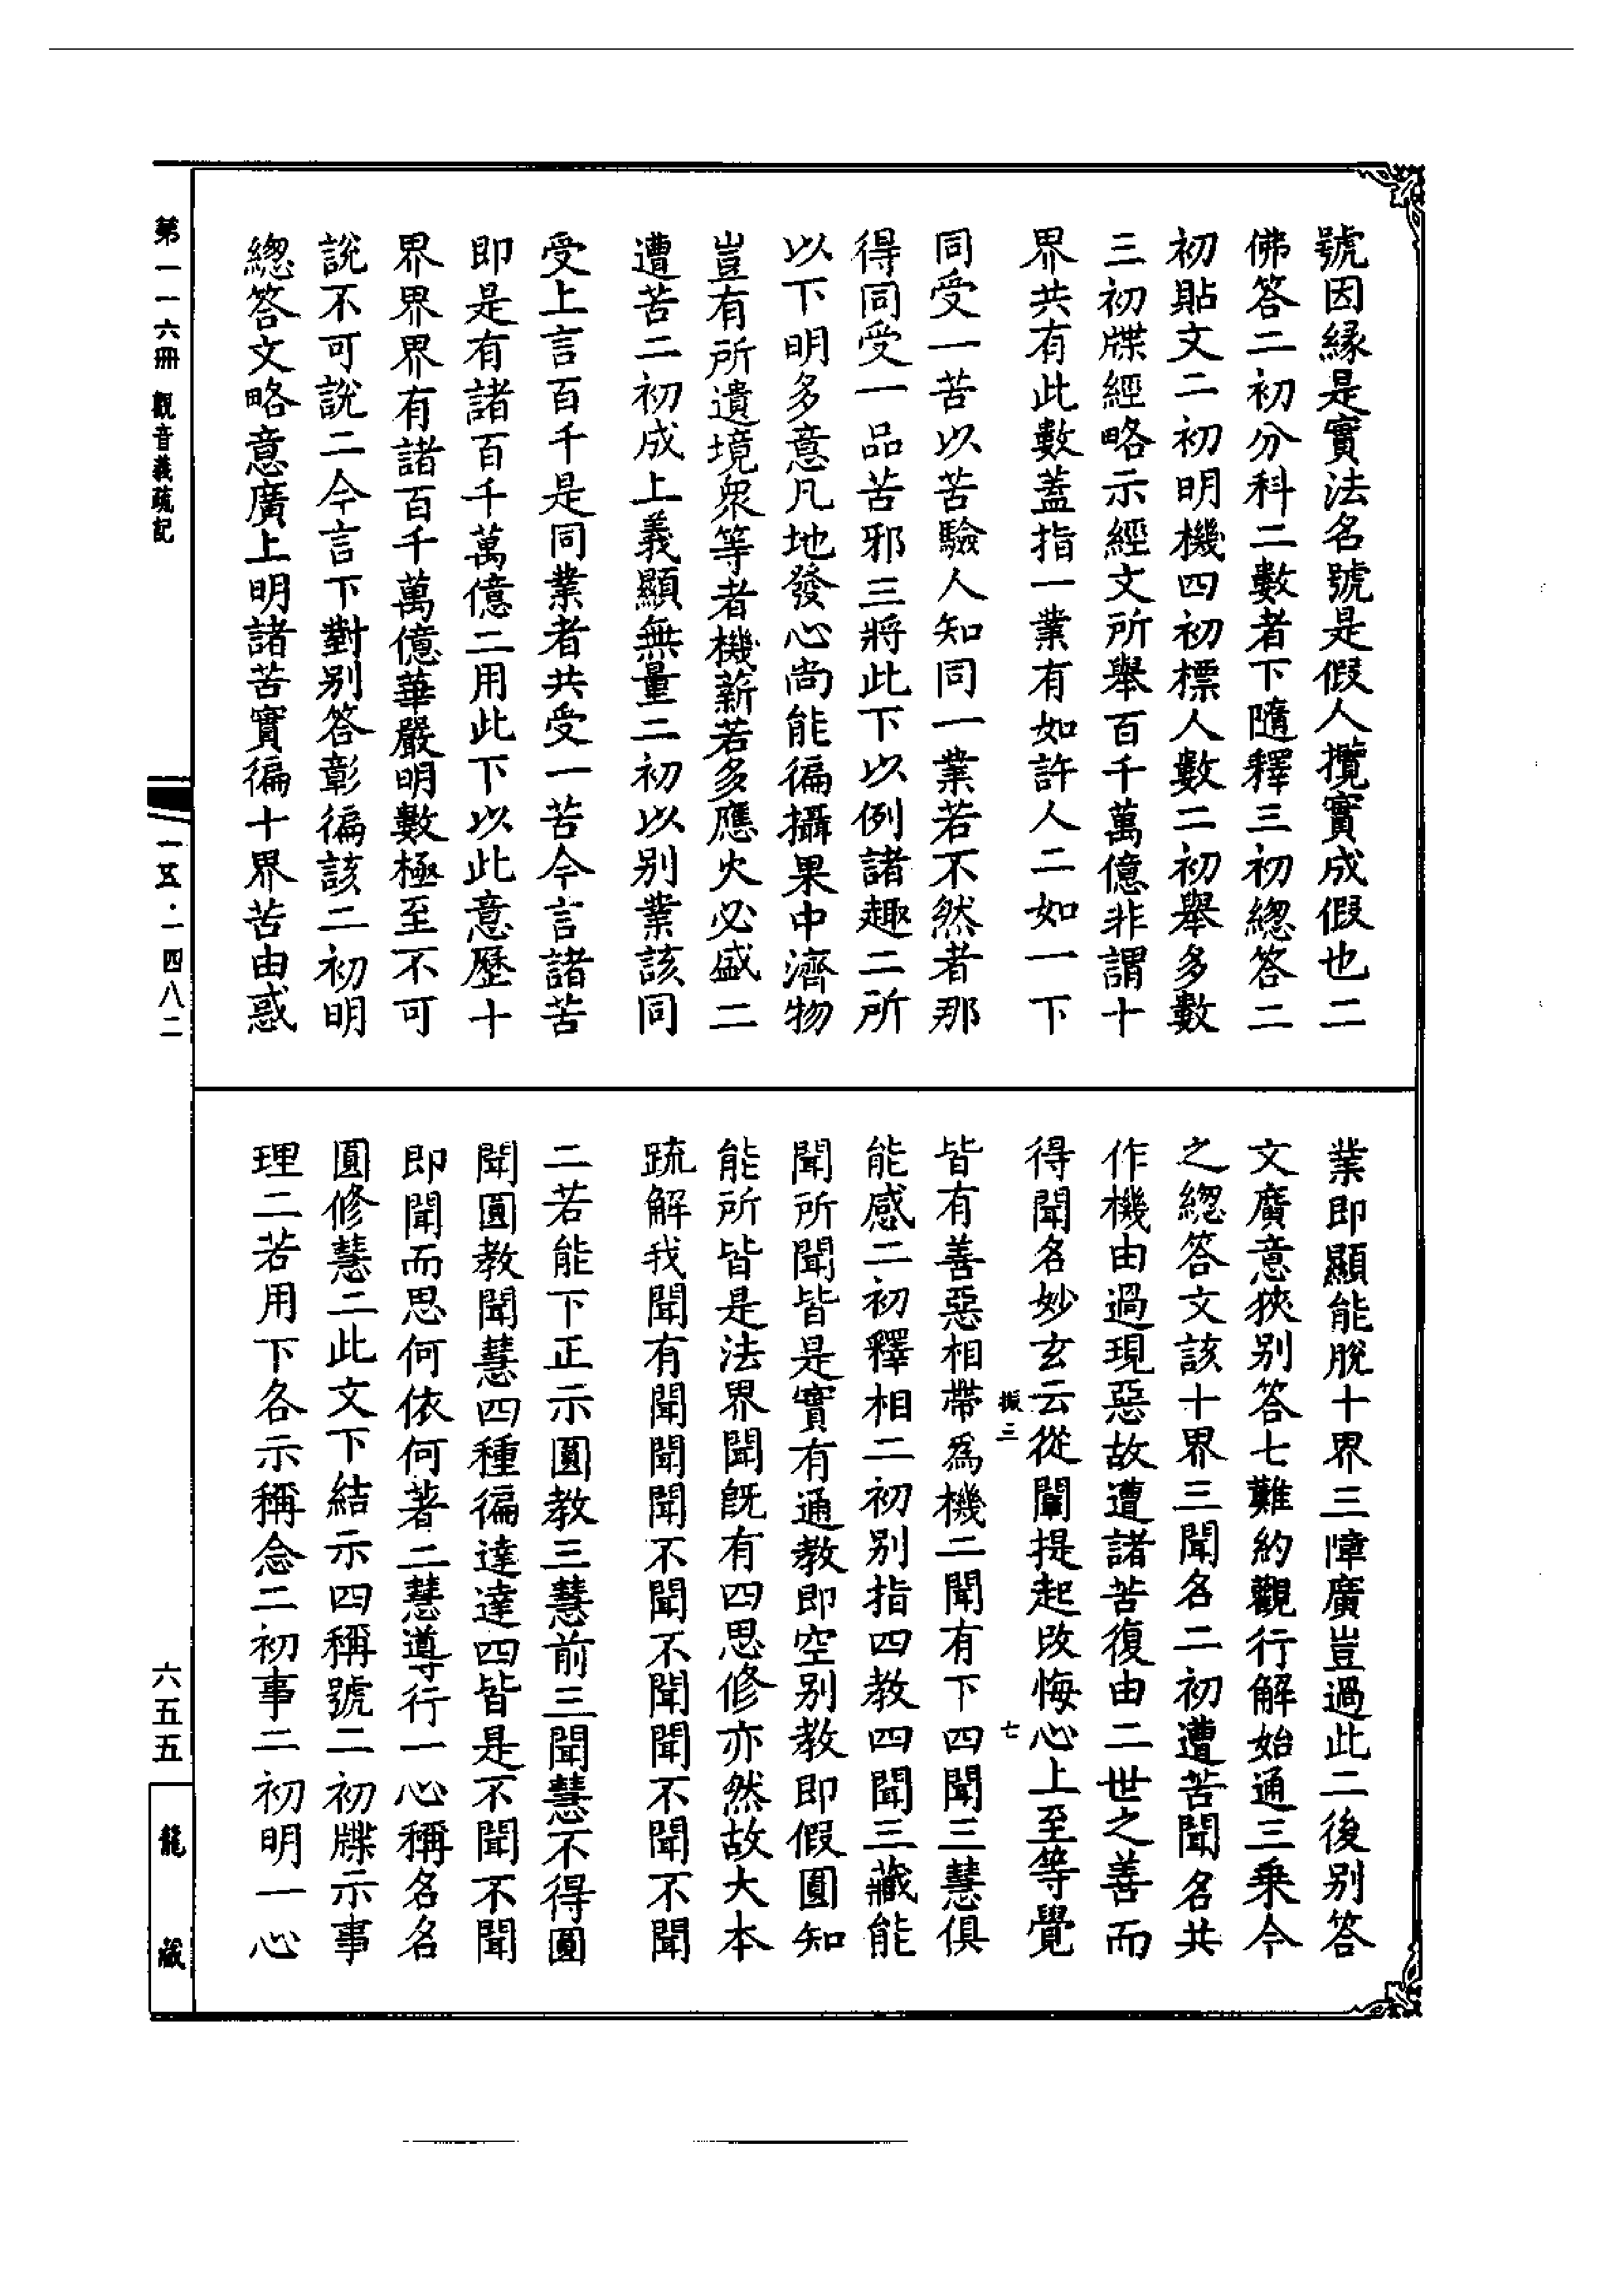 號因緣是實法名號是假人攬實成假也二
佛答二初分科二數者下隨釋三初總答二
初貼文二初明機四初標人數二初舉多數
三初牒經略示經文所舉百千萬億非謂十
界共有此數蓋指一業有如許人二如一下
同受一苦以苦驗人知同一業若不然者那
得同受一品苦邪三將此下以例諸趣二所
以下明多意凡地發心尚能徧攝果中濟物
豈有所遺境衆等者機薪若多應火必盛二
遭苦二初成上義顯無量二初以別業該同
受上言百千是同業者共受一苦今言諸苦
即是有諸百千萬億二用此下以此意歷十
界界界有諸百千萬億華嚴明數極至不可
說不可說二今言下對別答彰徧該二初明
總答文略意廣上明諸苦實徧十界苦由惑
業即顯能脫十界三障廣豈過此二後別答
文廣意狹別答七難約觀行解始通三乘今
之總答文該十界三聞名二初遭苦聞名共
作機由過現惡故遭諸苦復由二世之善而
得聞名妙玄云從闡提起改悔心上至等覺
皆有善惡相帶為機二聞有下四聞三慧俱
能感二初釋相二初別指四教四聞三藏能
聞所聞皆是實有通教即空別教即假圓知
能所皆是法界聞既有四思修亦然故大本
疏解我聞有聞聞聞不聞不聞聞不聞不聞
二若能下正示圓教三慧前三聞慧不得圓
聞圓教聞慧四種徧達達四皆是不聞不聞
即聞而思何依何著二慧導行一心稱名名
圓修慧二此文下結示四稱號二初牒示事
理二若用下各示稱念二初事二初明一心
振三
七
第一一六冊 觀音義疏記
一五·一四八二
六五五
龍藏